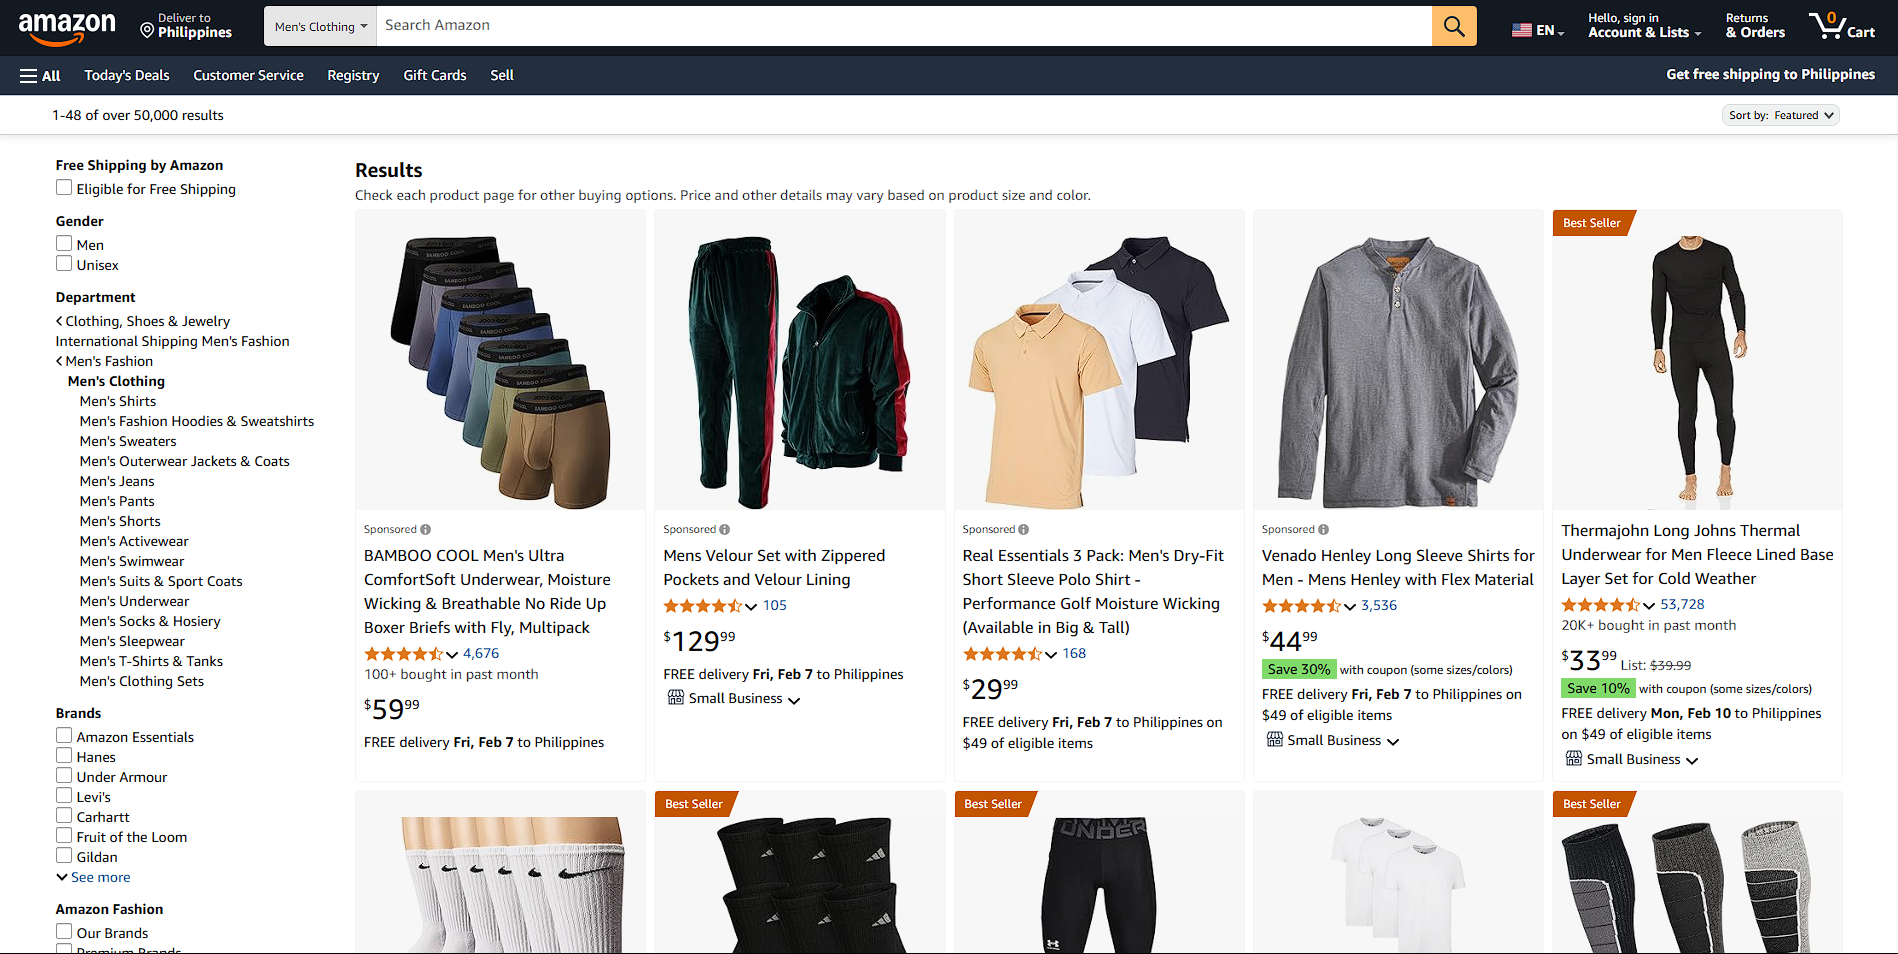 amazon
Deliver to
Philippines
Men's Clothing
Search Amazon
EN
Hello, sign in
Account & Lists
Returns
& Orders
0
Cart
All
Today's Deals
Customer Service
Registry
Gift Cards
Sell
Get free shipping to Philippines
1-48 of over 50,000 results
Sort by: Featured
Free Shipping by Amazon
Eligible for Free Shipping
Gender
Men
Unisex
Department
Clothing, Shoes & Jewelry
International Shipping Men's Fashion
Men's Fashion
Men's Clothing
Men's Shirts
Men's Fashion Hoodies & Sweatshirts
Men's Sweaters
Men's Outerwear Jackets & Coats
Men's Jeans
Men's Pants
Men's Shorts
Men's Activewear
Men's Swimwear
Men's Suits & Sport Coats
Men's Underwear
Men's Socks & Hosiery
Men's Sleepwear
Men's T-Shirts & Tanks
Men's Clothing Sets
Brands
Amazon Essentials
Hanes
Under Armour
Levi's
Carhartt
Fruit of the Loom
Gildan
See more
Amazon Fashion
Our Brands
Premium Brands
Results
Check each product page for other buying options. Price and other details may vary based on product size and color.
BAMBOO COOL
Sponsored
BAMBOO COOL Men's Ultra
ComfortSoft Underwear, Moisture
Wicking & Breathable No Ride Up
Boxer Briefs with Fly, Multipack
4,676
100+ bought in past month
$59.99
FREE delivery Fri, Feb 7 to Philippines
Sponsored
Mens Velour Set with Zippered
Pockets and Velour Lining
105
$129.99
FREE delivery Fri, Feb 7 to Philippines
Small Business
Sponsored
Real Essentials 3 Pack: Men's Dry-Fit
Short Sleeve Polo Shirt -
Performance Golf Moisture Wicking
(Available in Big & Tall)
168
$29.99
FREE delivery Fri, Feb 7 to Philippines on
$49 of eligible items
Sponsored
Venado Henley Long Sleeve Shirts for
Men - Mens Henley with Flex Material
3,536
$44.99
Save 30% with coupon (some sizes/colors)
FREE delivery Fri, Feb 7 to Philippines on
$49 of eligible items
Small Business
Best Seller
Thermajohn Long Johns Thermal
Underwear for Men Fleece Lined Base
Layer Set for Cold Weather
53,728
20K+ bought in past month
$33.99 List: $39.99
Save 10% with coupon (some sizes/colors)
FREE delivery Mon, Feb 10 to Philippines
on $49 of eligible items
Small Business
Best Seller
Best Seller
UNDER
Best Seller